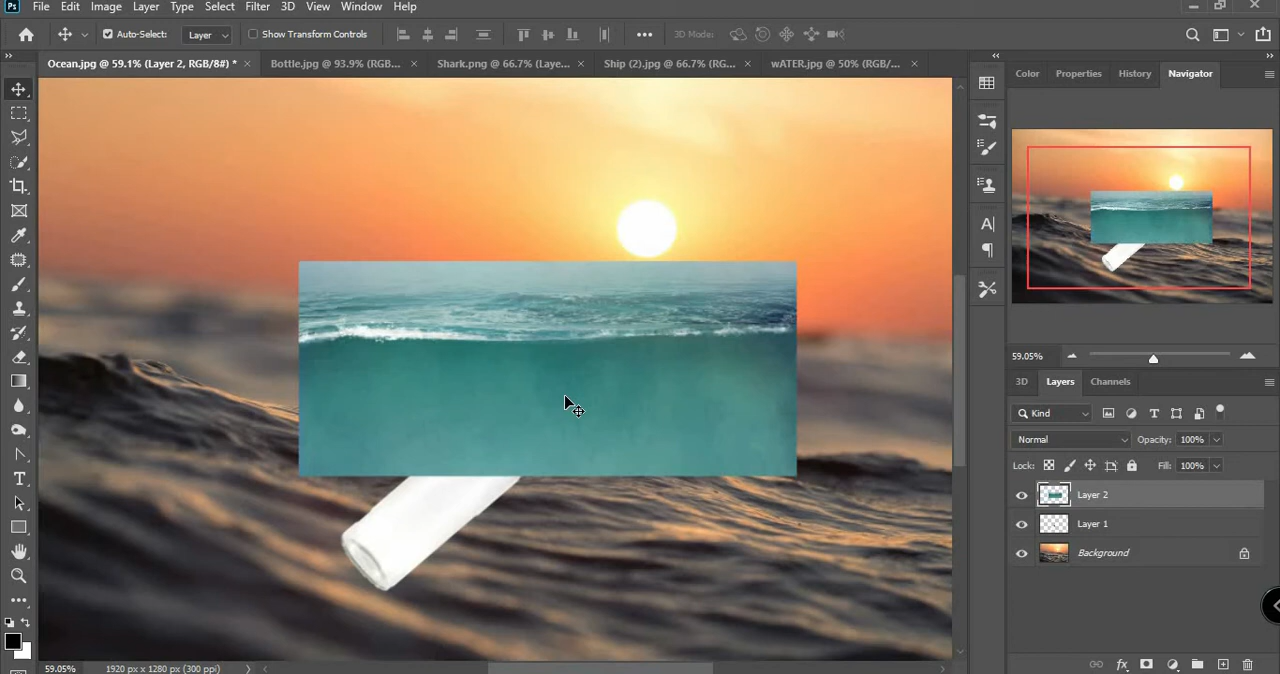 Ps File Edit Image Layer Type Select Filter 3D View Window Help
Auto-Select: Layer Show Transform Controls 3D Mode:
Ocean.jpg @ 59.1% (Layer 2, RGB/8#) * Bottle.jpg @ 93.9% (RGB... Shark.png @ 66.7% (Laye... Ship (2).jpg @ 66.7% (RG... wATER.jpg @ 50% (RGB/...
Color Properties History Navigator
59.05%
3D Layers Channels
Kind
Normal Opacity: 100%
Lock: Fill: 100%
Layer 2
Layer 1
Background
59.05% 1920 px x 1280 px (300 ppi)